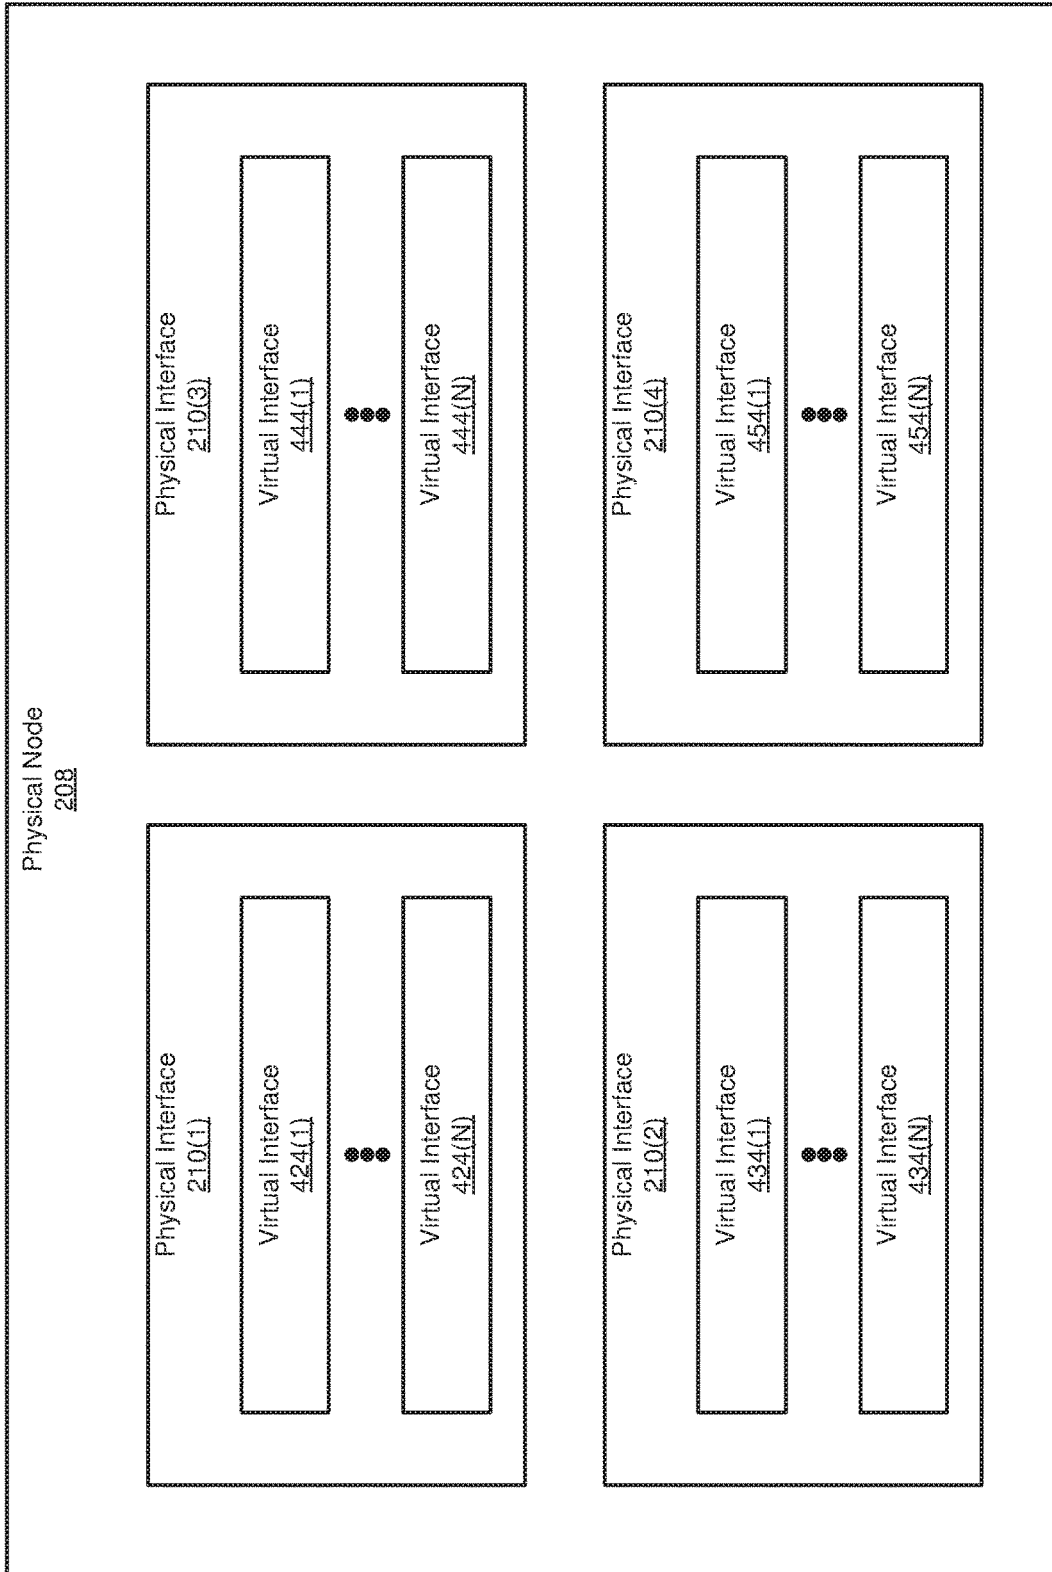 Physical Node
208
Physical Interface
210(1)
Virtual Interface
424(1)
Virtual Interface
424(N)
Physical Interface
210(3)
Virtual Interface
444(1)
Virtual Interface
444(N)
Physical Interface
210(2)
Virtual Interface
434(1)
Virtual Interface
434(N)
Physical Interface
210(4)
Virtual Interface
454(1)
Virtual Interface
454(N)